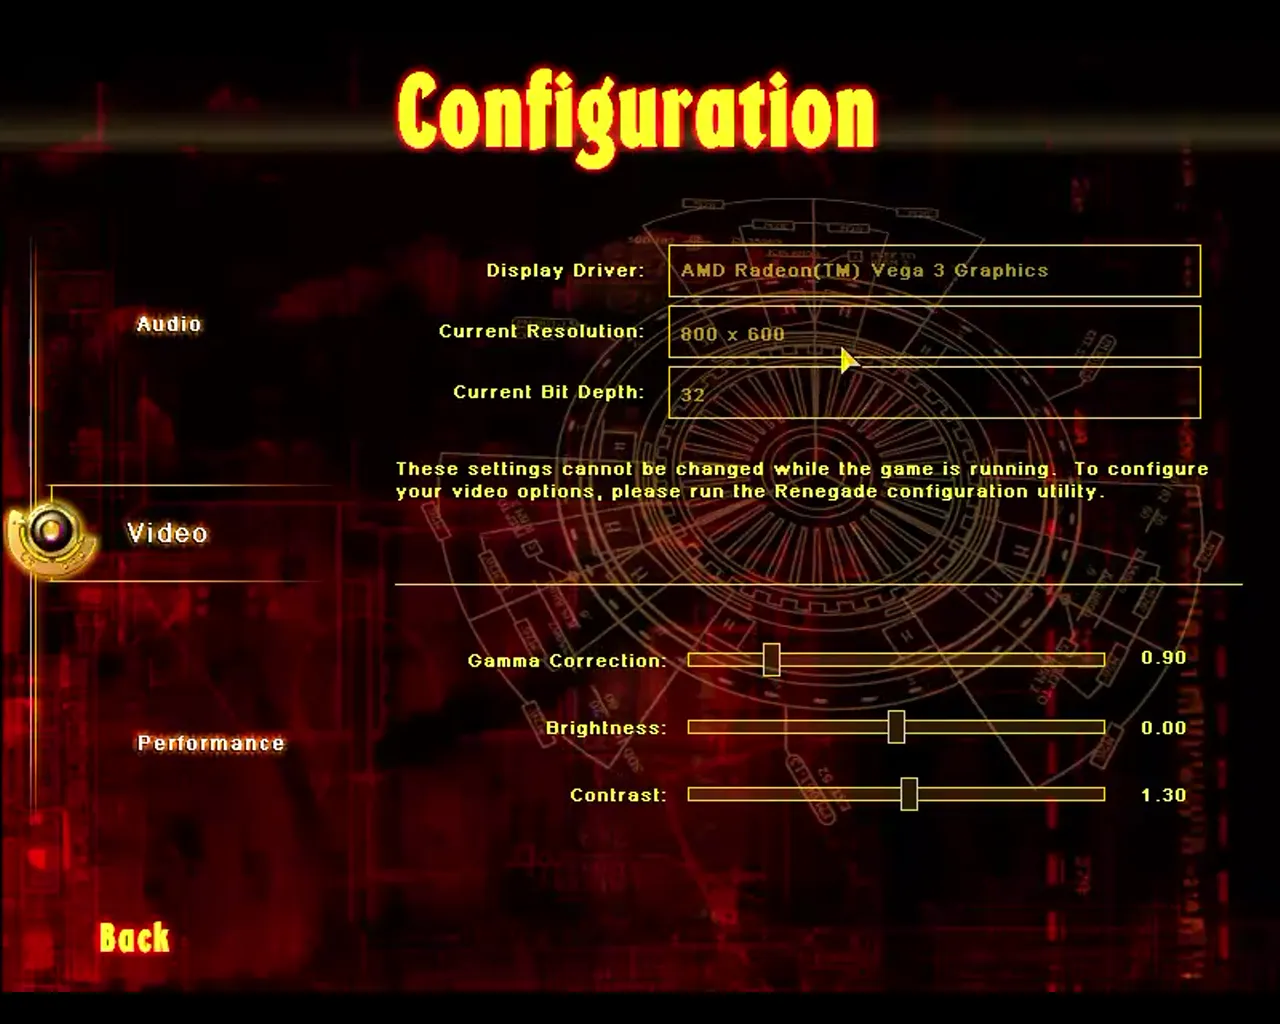 Configuration
Display Driver: AMD Radeon(TM) Vega 3 Graphics
Audio
Current Resolution: 800 x 600
Current Bit Depth: 32
These settings cannot be changed while the game is running. To configure
your video options, please run the Renegade configuration utility.
Video
Gamma Correction: 0.90
Brightness: 0.00
Performance
Contrast: 1.30
Back